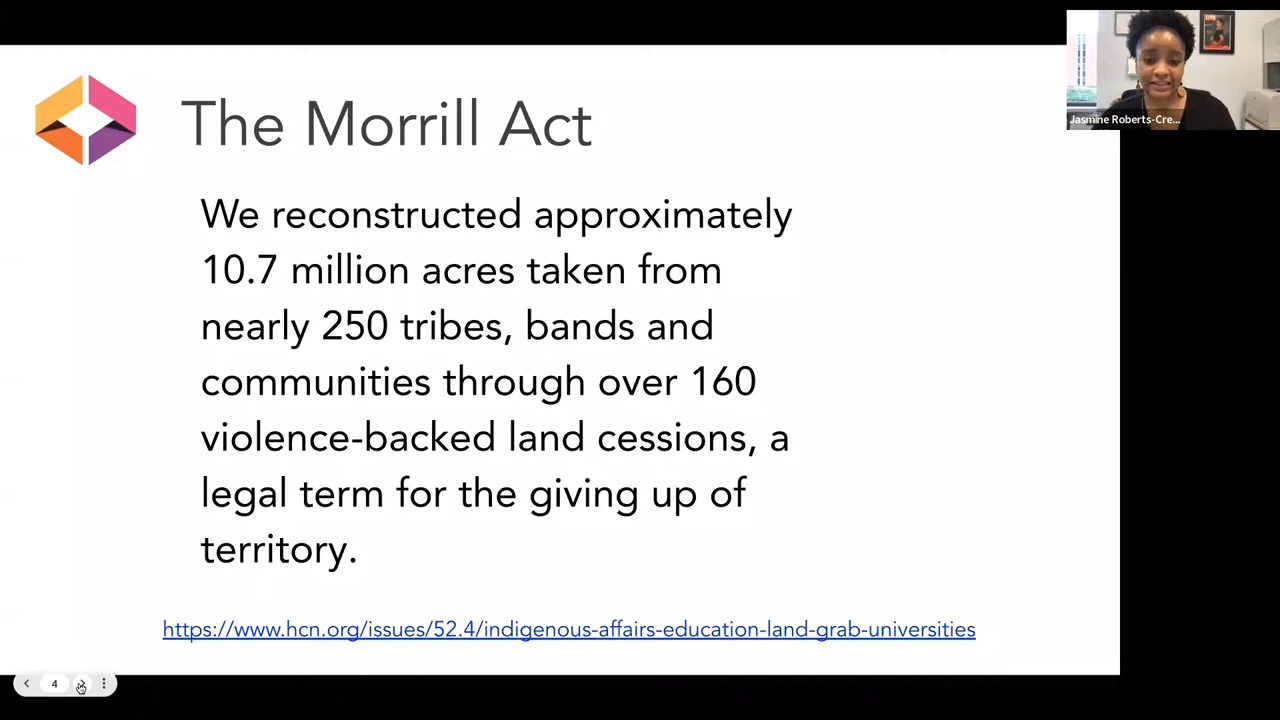 The Morrill Act
We reconstructed approximately
10.7 million acres taken from
nearly 250 tribes, bands and
communities through over 160
violence-backed land cessions, a
legal term for the giving up of
territory.
https://www.hcn.org/issues/52.4/indigenous-affairs-education-land-grab-universities
Jasmine Roberts-Cre...
4